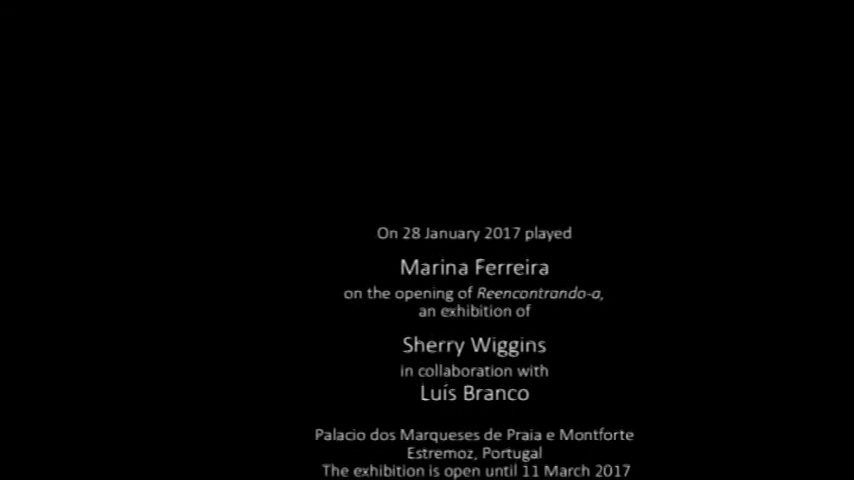 On 28 January 2017 played
Marina Ferreira
on the opening of Reencontrando-a,
an exhibition of
Sherry Wiggins
in collaboration with
Luís Branco
Palacio dos Marqueses de Praia e Montforte
Estremoz, Portugal
The exhibition is open until 11 March 2017